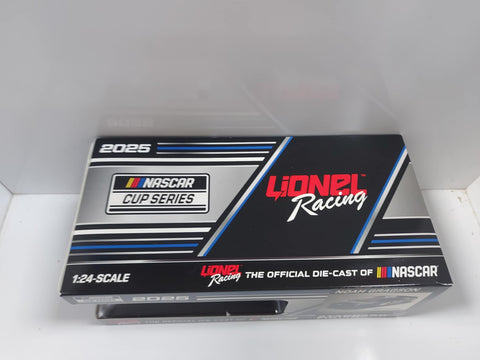 2025
NASCAR
CUP SERIES
LIONEL
Racing
1:24-SCALE
LIONEL Racing THE OFFICIAL DIE-CAST OF NASCAR
2025
NOAH GRAGSON